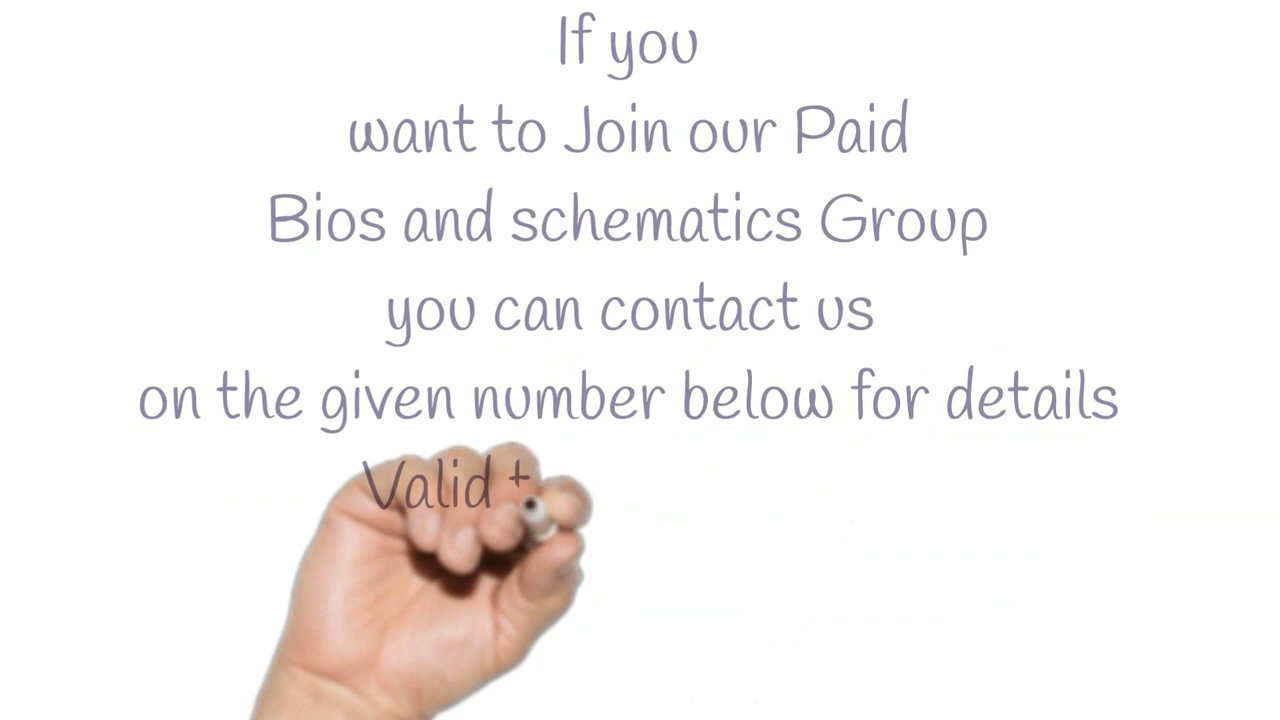 If you
want to Join our Paid
Bios and schematics Group
you can contact us
on the given number below for details
Valid